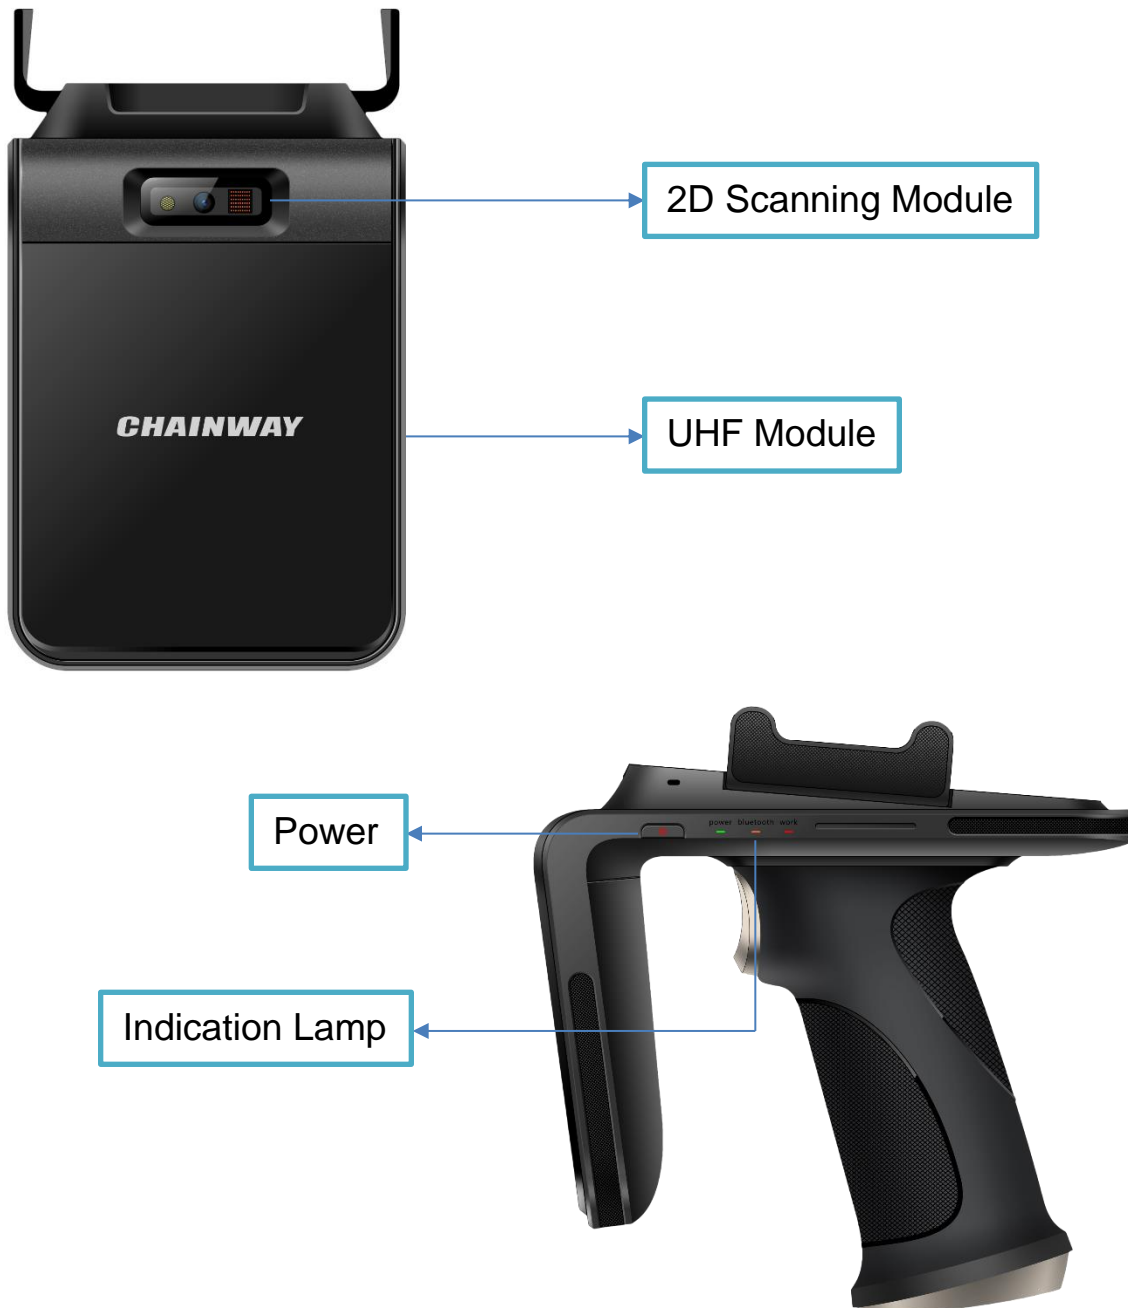 2D Scanning Module
CHAINWAY
UHF Module
Power
power bluetooth work
Indication Lamp